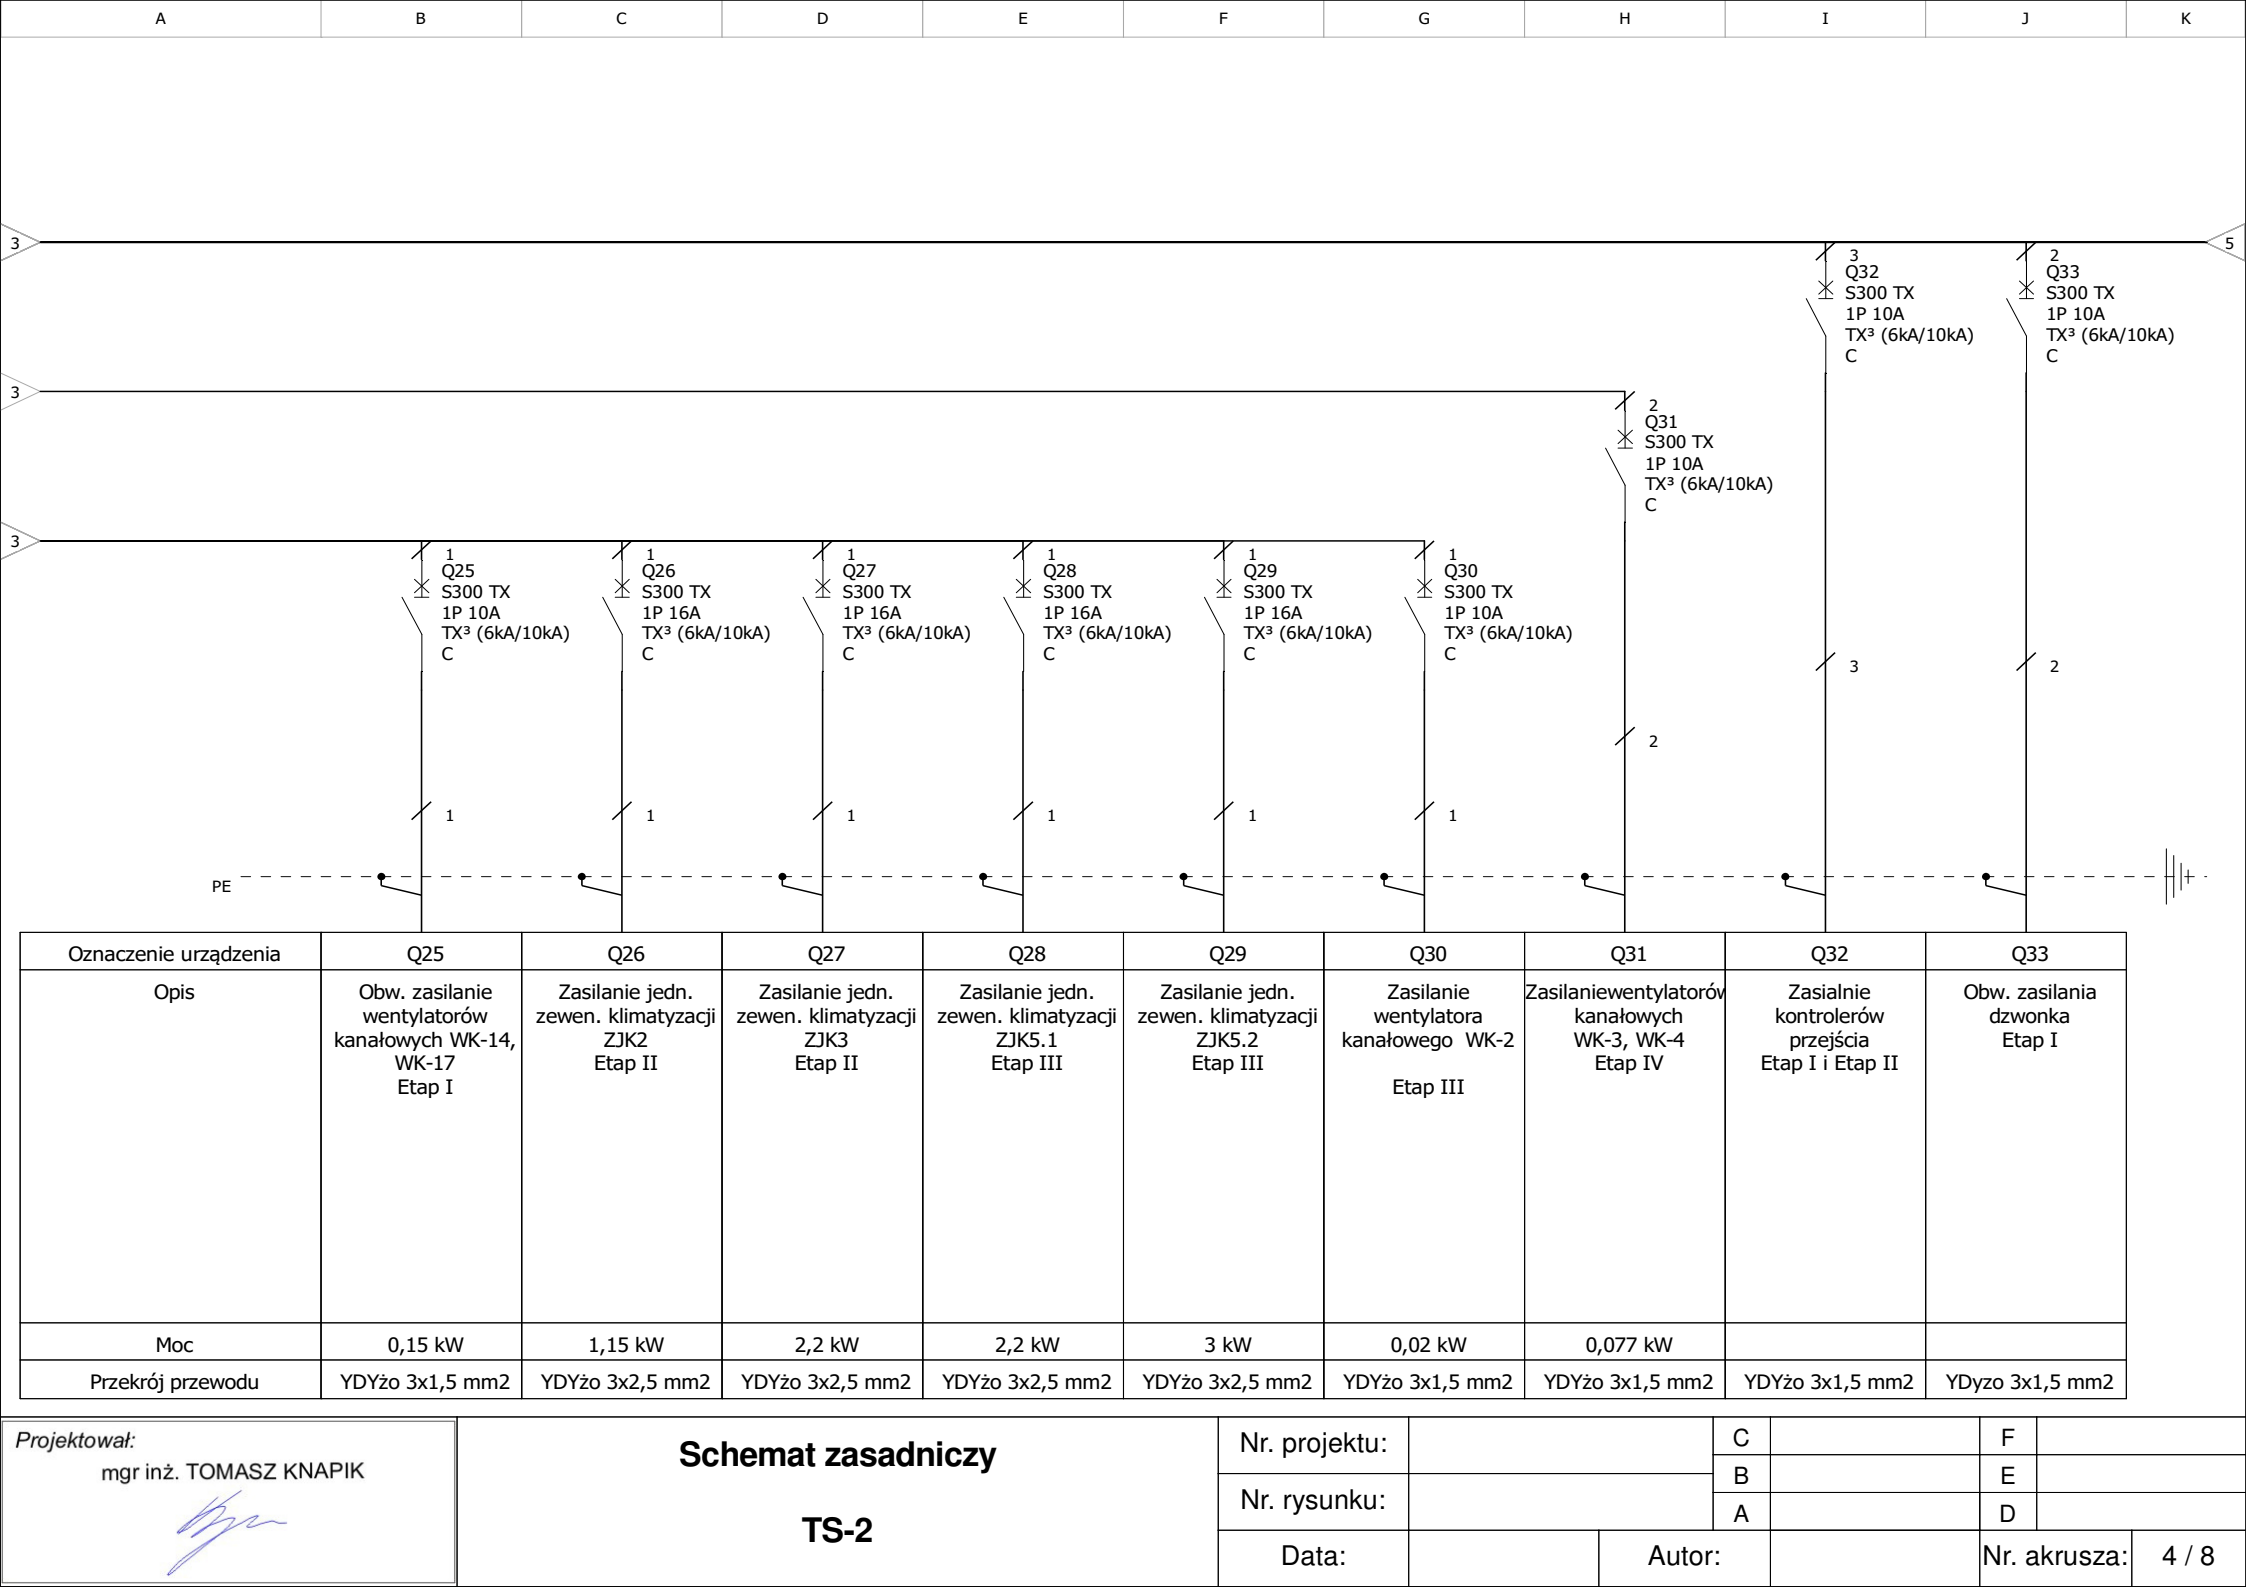 A B C D E F G H I J K
3 5
3
Q32
S300 TX
1P 10A
TX³ (6kA/10kA)
C
2
Q33
S300 TX
1P 10A
TX³ (6kA/10kA)
C
3
2
Q31
S300 TX
1P 10A
TX³ (6kA/10kA)
C
3
1
Q25
S300 TX
1P 10A
TX³ (6kA/10kA)
C
1
Q26
S300 TX
1P 16A
TX³ (6kA/10kA)
C
1
Q27
S300 TX
1P 16A
TX³ (6kA/10kA)
C
1
Q28
S300 TX
1P 16A
TX³ (6kA/10kA)
C
1
Q29
S300 TX
1P 16A
TX³ (6kA/10kA)
C
1
Q30
S300 TX
1P 10A
TX³ (6kA/10kA)
C
3 2
2
1 1 1 1 1 1
PE
Oznaczenie urządzenia Q25 Q26 Q27 Q28 Q29 Q30 Q31 Q32 Q33
Opis
Obw. zasilanie
wentylatorów
kanałowych WK-14,
WK-17
Etap I
Zasilanie jedn.
zewen. klimatyzacji
ZJK2
Etap II
Zasilanie jedn.
zewen. klimatyzacji
ZJK3
Etap II
Zasilanie jedn.
zewen. klimatyzacji
ZJK5.1
Etap III
Zasilanie jedn.
zewen. klimatyzacji
ZJK5.2
Etap III
Zasilanie
wentylatora
kanałowego WK-2
Etap III
Zasilaniewentylatorów
kanałowych
WK-3, WK-4
Etap IV
Zasialnie
kontrolerów
przejścia
Etap I i Etap II
Obw. zasilania
dzwonka
Etap I
Moc 0,15 kW 1,15 kW 2,2 kW 2,2 kW 3 kW 0,02 kW 0,077 kW
Przekrój przewodu YDYżo 3x1,5 mm2 YDYżo 3x2,5 mm2 YDYżo 3x2,5 mm2 YDYżo 3x2,5 mm2 YDYżo 3x2,5 mm2 YDYżo 3x1,5 mm2 YDYżo 3x1,5 mm2 YDYżo 3x1,5 mm2 YDyzo 3x1,5 mm2
Projektował:
mgr inż. TOMASZ KNAPIK
Schemat zasadniczy
TS-2
Nr. projektu:
Nr. rysunku:
C F
B E
A D
Data: Autor: Nr. akrusza: 4 / 8